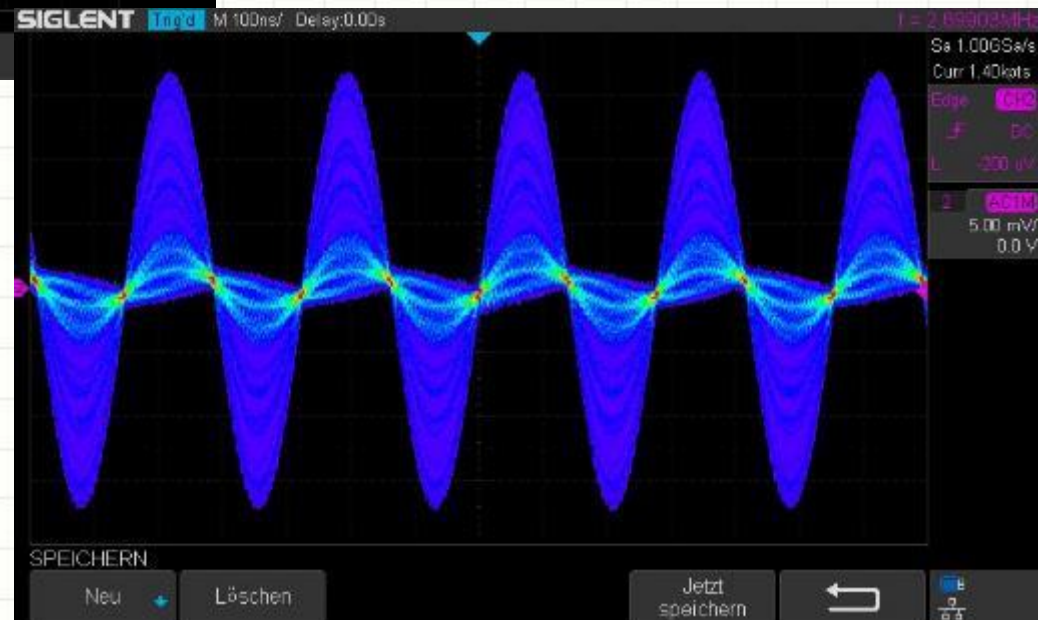 SIGLENT Trig'd M 100ns/ Delay:0.00s f = 2.69908MHz
Sa 1.00GSa/s
Curr 1.40kpts
Edge CH2
DC
L -200 uV
2 AC1M
5.00 mV/
0.0 V
SPEICHERN
Neu Löschen Jetzt speichern